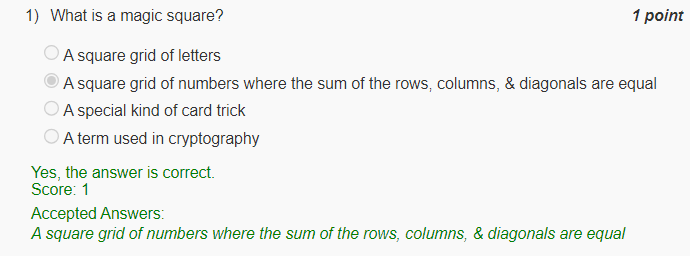 1) What is a magic square? 1 point
A square grid of letters
A square grid of numbers where the sum of the rows, columns, & diagonals are equal
A special kind of card trick
A term used in cryptography
Yes, the answer is correct.
Score: 1
Accepted Answers:
A square grid of numbers where the sum of the rows, columns, & diagonals are equal